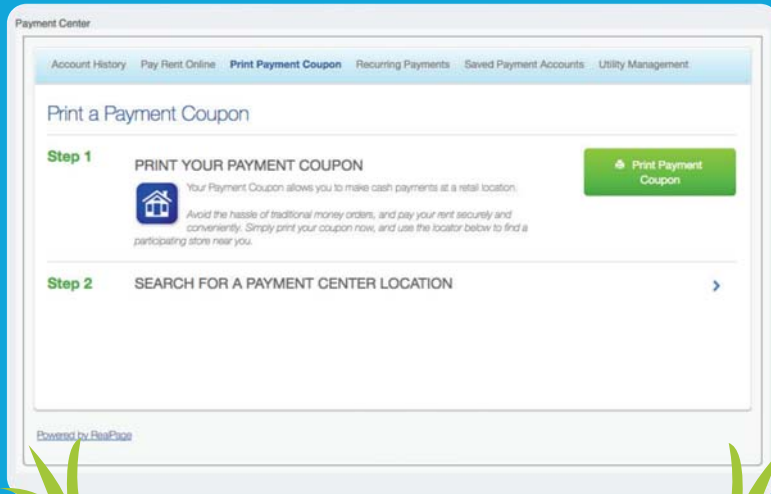 Payment Center
Account History Pay Rent Online Print Payment Coupon Recurring Payments Saved Payment Accounts Utility Management
Print a Payment Coupon
Step 1
PRINT YOUR PAYMENT COUPON
Your Payment Coupon allows you to make cash payments at a retail location.
Avoid the hassle of traditional money orders, and pay your rent securely and
conveniently. Simply print your coupon now, and use the locator below to find a
participating store near you.
Print Payment
Coupon
Step 2
SEARCH FOR A PAYMENT CENTER LOCATION
Powered by RealPage